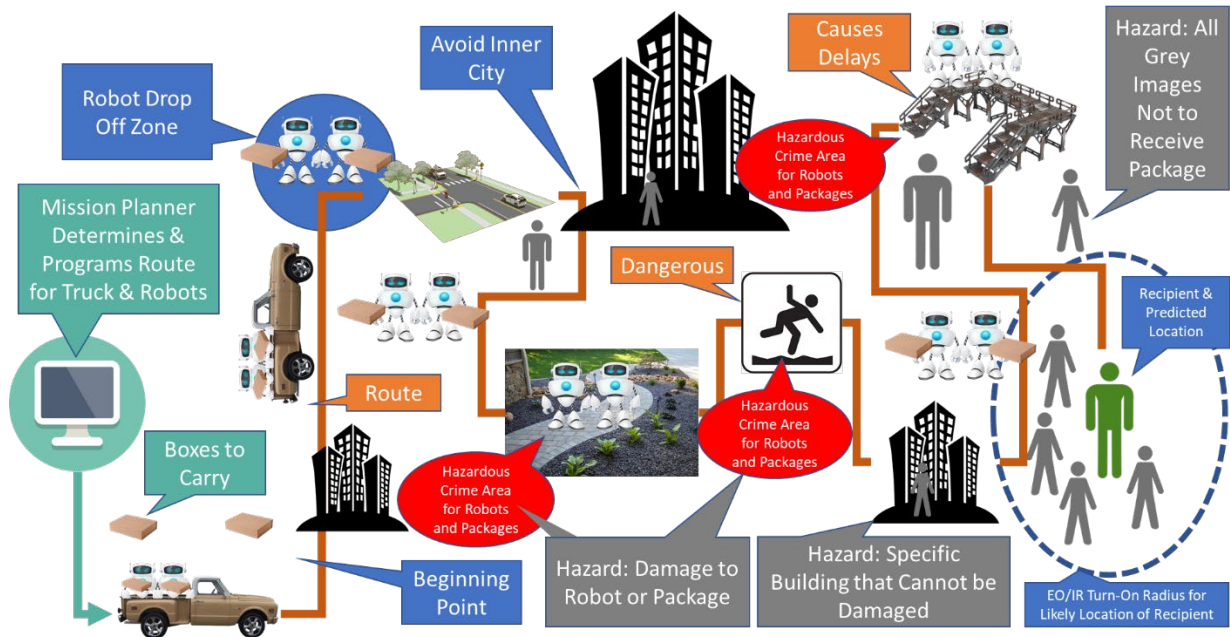 Robot Drop
Off Zone
Avoid Inner
City
Causes
Delays
Hazard: All
Grey
Images
Not to
Receive
Package
Hazardous
Crime Area
for Robots
and Packages
Mission Planner
Determines &
Programs Route
for Truck & Robots
Dangerous
Recipient &
Predicted
Location
Route
Hazardous
Crime Area
for Robots
and Packages
Boxes to
Carry
Hazardous
Crime Area
for Robots
and Packages
Beginning
Point
Hazard: Damage to
Robot or Package
Hazard: Specific
Building that Cannot be
Damaged
EO/IR Turn-On Radius for
Likely Location of Recipient